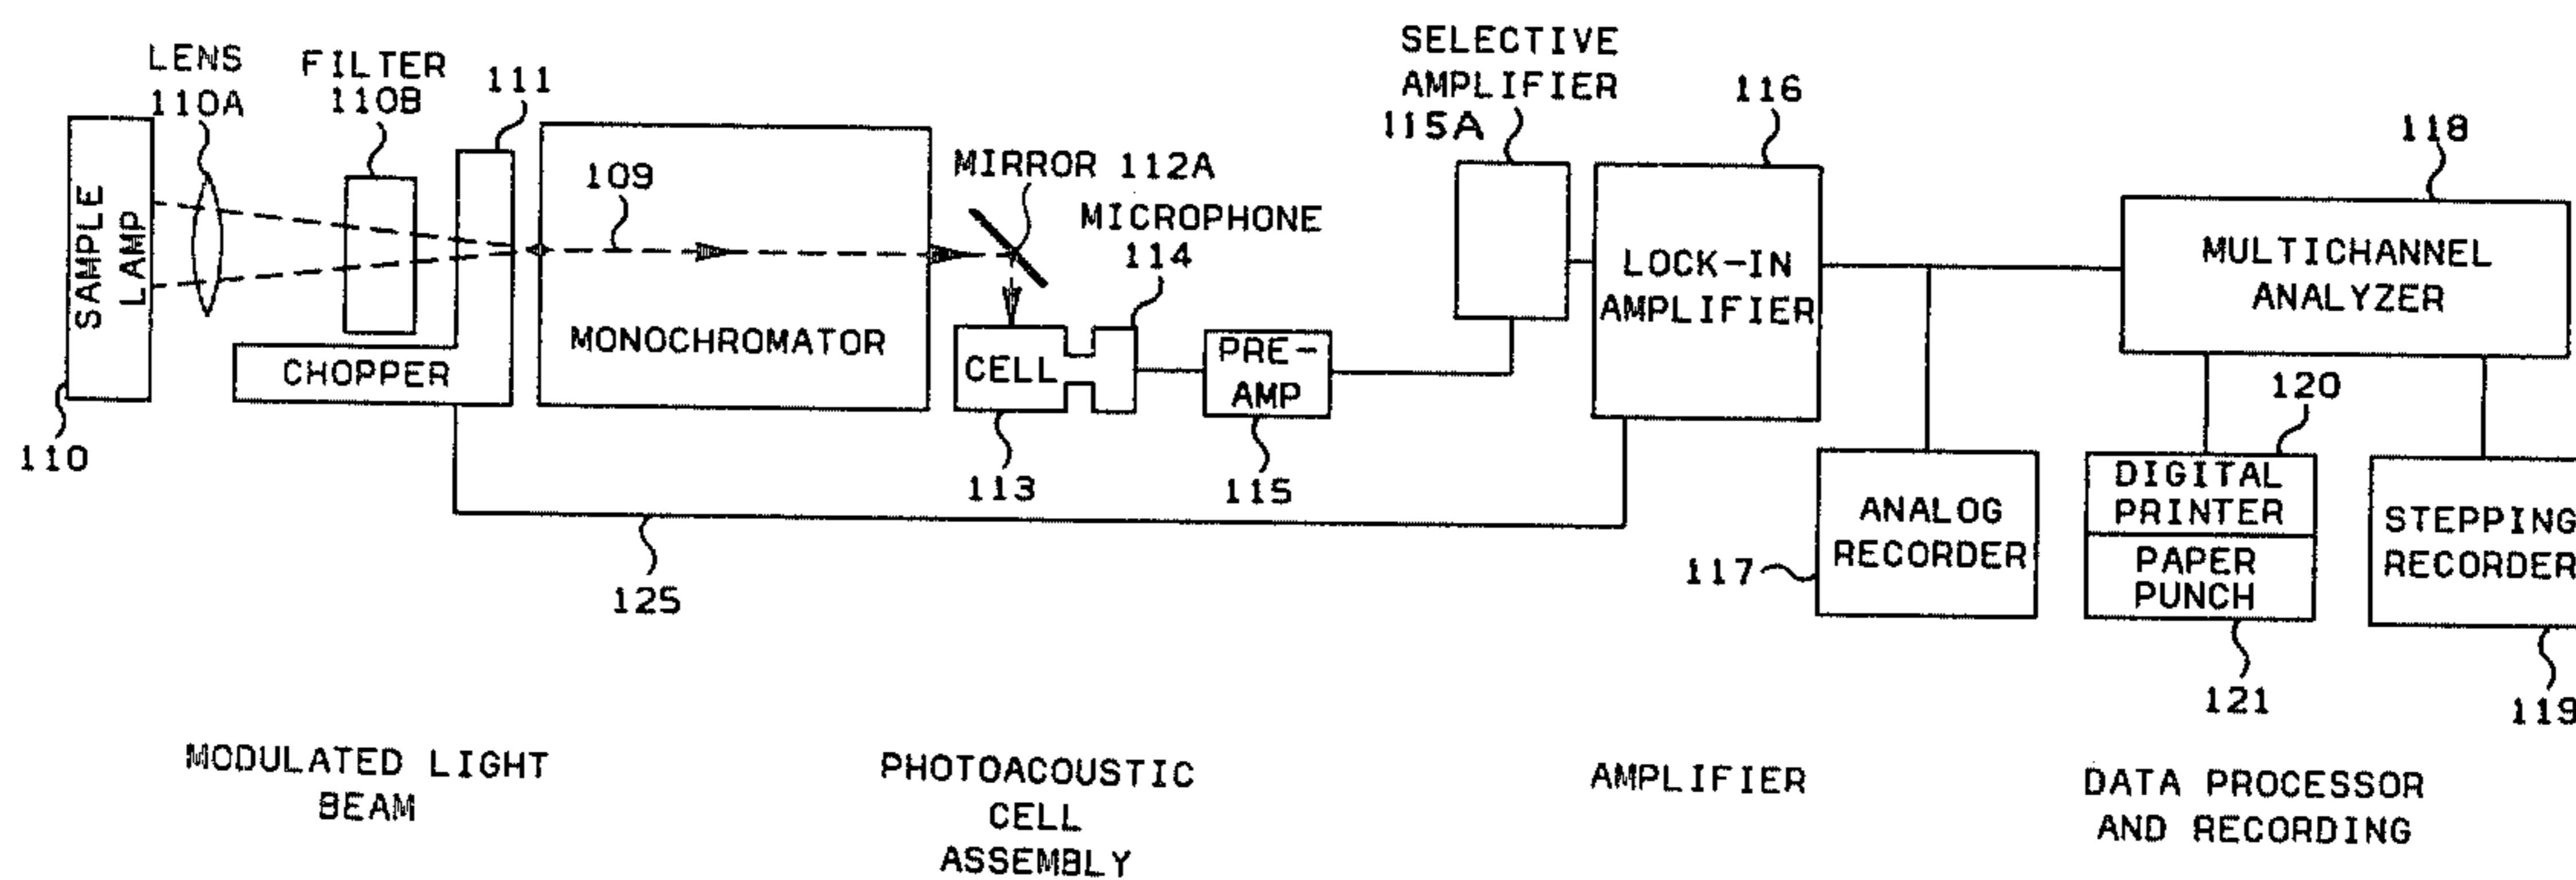 SELECTIVE
AMPLIFIER
115A
LENS
110A
FILTER
110B
111
116
118
109
MIRROR 112A
MICROPHONE
114
SAMPLE
LAMP
MONOCHROMATOR
CHOPPER
CELL
PRE-
AMP
LOCK-IN
AMPLIFIER
MULTICHANNEL
ANALYZER
120
110
113
115
125
ANALOG
RECORDER
117
DIGITAL
PRINTER
PAPER
PUNCH
STEPPING
RECORDER
121
119
MODULATED LIGHT
BEAM
PHOTOACOUSTIC
CELL
ASSEMBLY
AMPLIFIER
DATA PROCESSOR
AND RECORDING